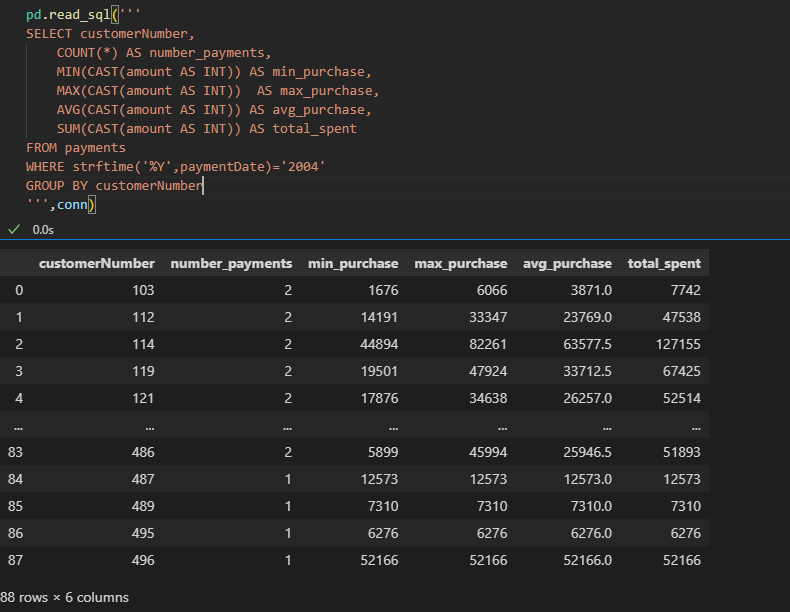 pd.read_sql('''
SELECT customerNumber,
    COUNT(*) AS number_payments,
    MIN(CAST(amount AS INT)) AS min_purchase,
    MAX(CAST(amount AS INT))  AS max_purchase,
    AVG(CAST(amount AS INT)) AS avg_purchase,
    SUM(CAST(amount AS INT)) AS total_spent
FROM payments
WHERE strftime('%Y',paymentDate)='2004'
GROUP BY customerNumber
''',conn)
✓ 0.0s
customerNumber number_payments min_purchase max_purchase avg_purchase total_spent
0 103 2 1676 6066 3871.0 7742
1 112 2 14191 33347 23769.0 47538
2 114 2 44894 82261 63577.5 127155
3 119 2 19501 47924 33712.5 67425
4 121 2 17876 34638 26257.0 52514
... ... ... ... ... ... ...
83 486 2 5899 45994 25946.5 51893
84 487 1 12573 12573 12573.0 12573
85 489 1 7310 7310 7310.0 7310
86 495 1 6276 6276 6276.0 6276
87 496 1 52166 52166 52166.0 52166
88 rows × 6 columns